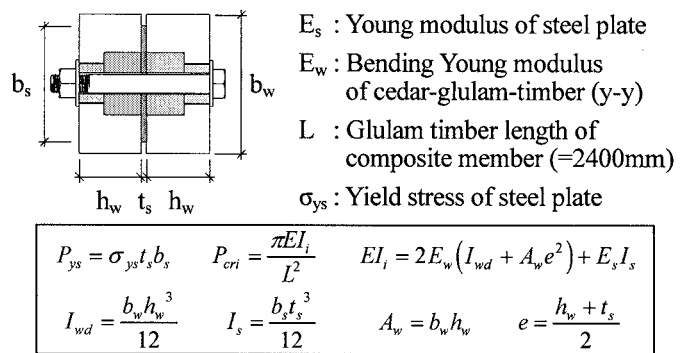 b_s
b_w
h_w t_s h_w
E_s : Young modulus of steel plate
E_w : Bending Young modulus
of cedar-glulam-timber (y-y)
L : Glulam timber length of
composite member (=2400mm)
σ_ys : Yield stress of steel plate
P_ys = σ_ys t_s b_s P_cri = πEI_i / L^2 EI_i = 2E_w(I_wd + A_w e^2) + E_s I_s
I_wd = b_w h_w^3 / 12 I_s = b_s t_s^3 / 12 A_w = b_w h_w e = h_w + t_s / 2